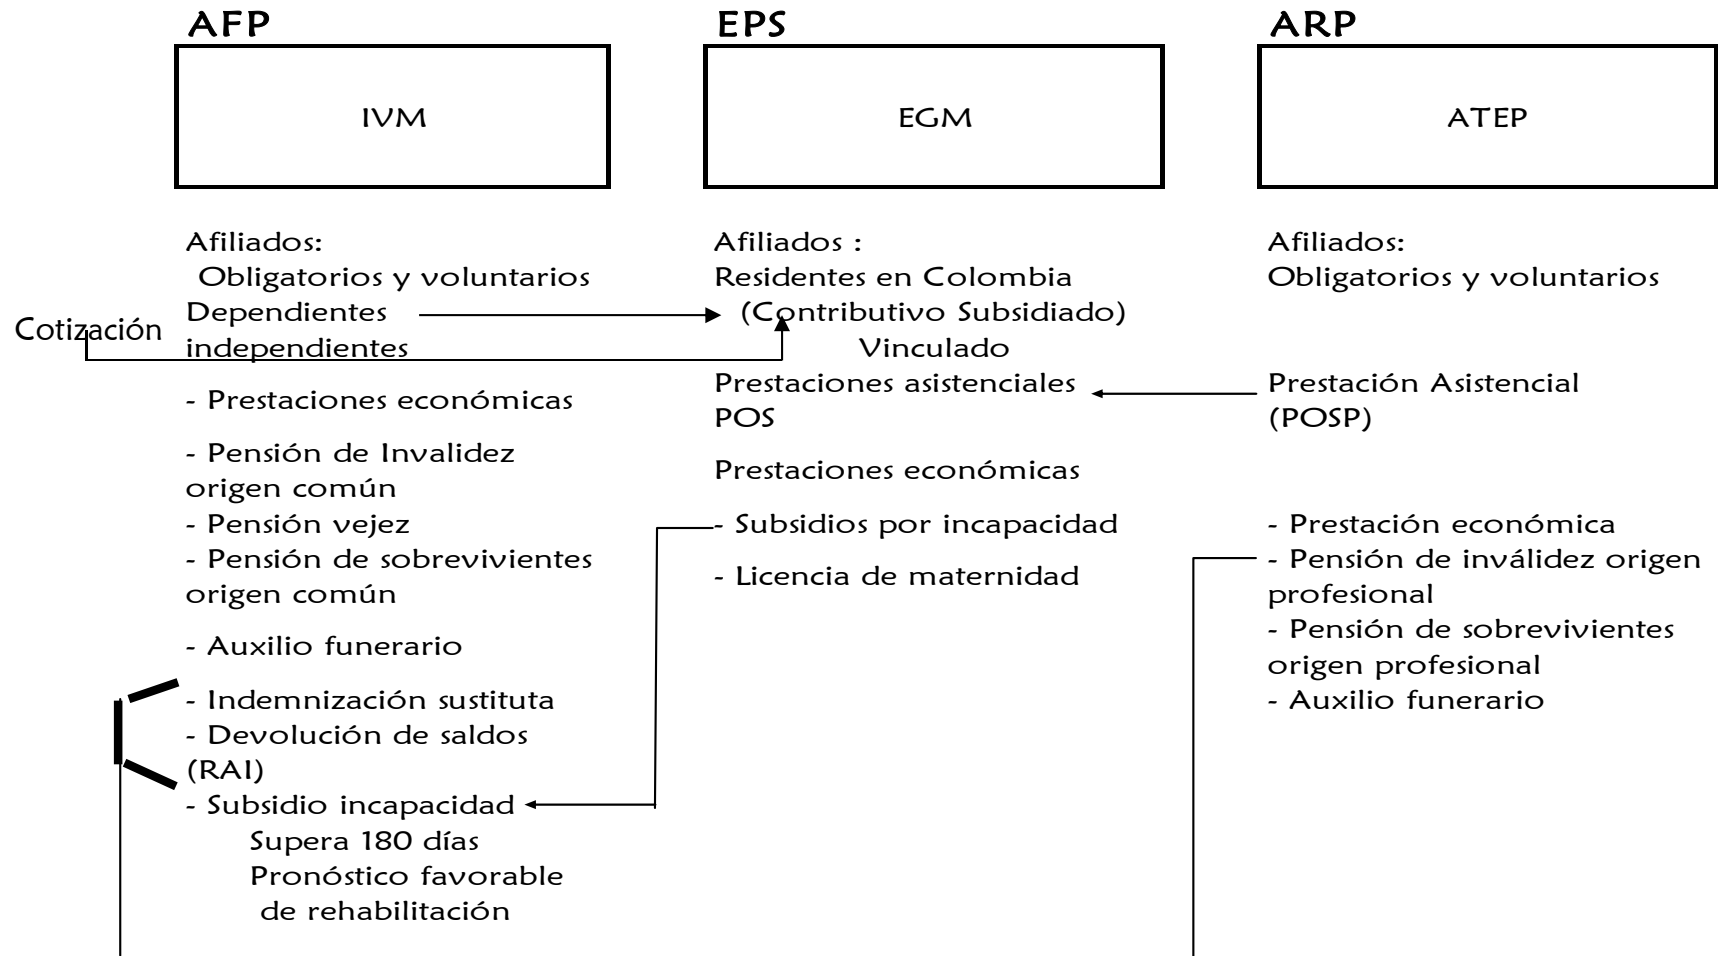 AFP
IVM
Afiliados:
Obligatorios y voluntarios
Dependientes
independientes
Cotización
- Prestaciones económicas
- Pensión de Invalidez
origen común
- Pensión vejez
- Pensión de sobrevivientes
origen común
- Auxilio funerario
- Indemnización sustituta
- Devolución de saldos
(RAI)
- Subsidio incapacidad
Supera 180 días
Pronóstico favorable
de rehabilitación
EPS
EGM
Afiliados :
Residentes en Colombia
(Contributivo Subsidiado)
Vinculado
Prestaciones asistenciales
POS
Prestaciones económicas
- Subsidios por incapacidad
- Licencia de maternidad
ARP
ATEP
Afiliados:
Obligatorios y voluntarios
Prestación Asistencial
(POSP)
- Prestación económica
- Pensión de inválidez origen
profesional
- Pensión de sobrevivientes
origen profesional
- Auxilio funerario